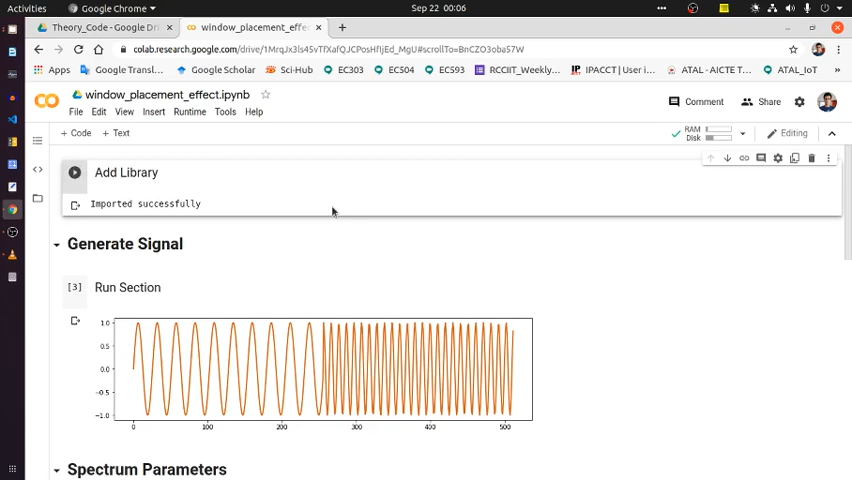 Activities Google Chrome Sep 22 00:06
Theory_Code - Google Dri window_placement_effe
colab.research.google.com/drive/1MrqJx3ls45vTfXafQJCPosHfIjEd_MgU#scrollTo=BnCZO3oba57W
Apps Google Transl... Google Scholar Sci-Hub EC303 EC504 EC593 RCCIIT_Weekly... IPACCT | User i... ATAL - AICTE T... ATAL_IoT
window_placement_effect.ipynb
Comment Share
File Edit View Insert Runtime Tools Help
+ Code + Text RAM Disk Editing
Add Library
Imported successfully
Generate Signal
[3] Run Section
1.0
0.5
0.0
−0.5
−1.0
0 100 200 300 400 500
Spectrum Parameters